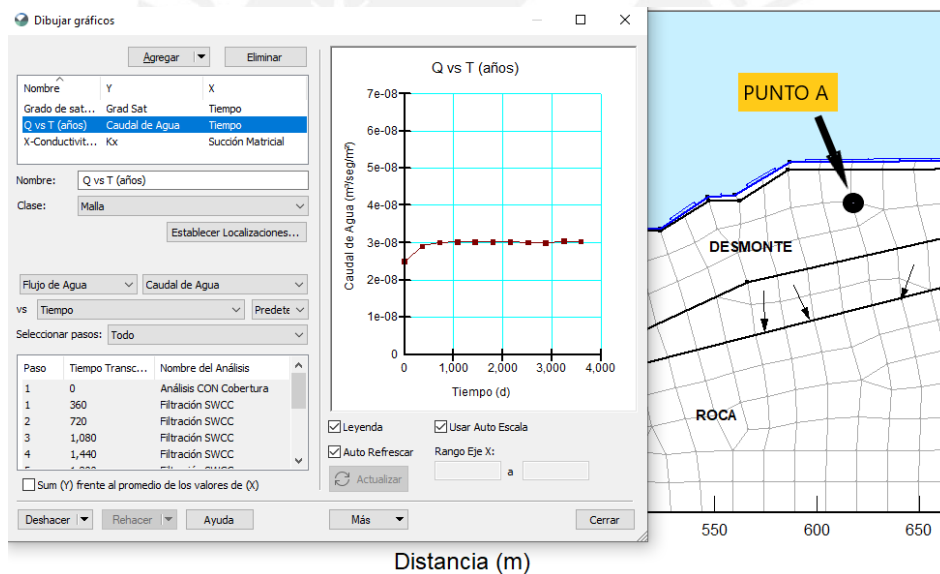 Dibujar gráficos
Agregar
Eliminar
Nombre Y X
Grado de sat... Grad Sat Tiempo
Q vs T (años) Caudal de Agua Tiempo
X-Conductivit... Kx Succión Matricial
Nombre: Q vs T (años)
Clase: Malla
Establecer Localizaciones...
Flujo de Agua Caudal de Agua
vs Tiempo Predete
Seleccionar pasos: Todo
Paso Tiempo Transc... Nombre del Análisis
1 0 Análisis CON Cobertura
1 360 Filtración SWCC
2 720 Filtración SWCC
3 1,080 Filtración SWCC
4 1,440 Filtración SWCC
Sum (Y) frente al promedio de los valores de (X)
Deshacer Rehacer Ayuda
Q vs T (años)
Caudal de Agua (m³/seg/m²)
7e-08
6e-08
5e-08
4e-08
3e-08
2e-08
1e-08
0
0 1,000 2,000 3,000 4,000
Tiempo (d)
Leyenda Usar Auto Escala
Auto Refrescar Rango Eje X:
Actualizar a
Más Cerrar
PUNTO A
DESMONTE
ROCA
550 600 650
Distancia (m)